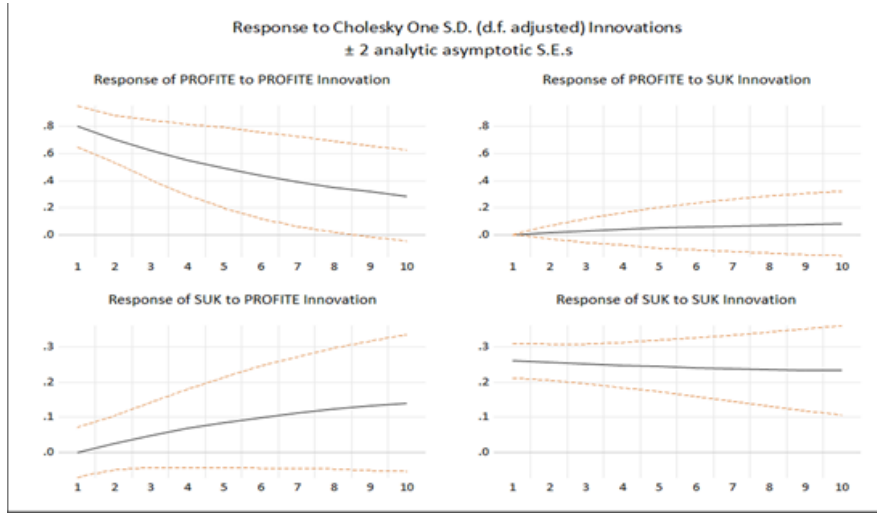 Response to Cholesky One S.D. (d.f. adjusted) Innovations
± 2 analytic asymptotic S.E.s
Response of PROFITE to PROFITE Innovation
.8
.6
.4
.2
.0
1 2 3 4 5 6 7 8 9 10
Response of PROFITE to SUK Innovation
.8
.6
.4
.2
.0
1 2 3 4 5 6 7 8 9 10
Response of SUK to PROFITE Innovation
.3
.2
.1
.0
1 2 3 4 5 6 7 8 9 10
Response of SUK to SUK Innovation
.3
.2
.1
.0
1 2 3 4 5 6 7 8 9 10